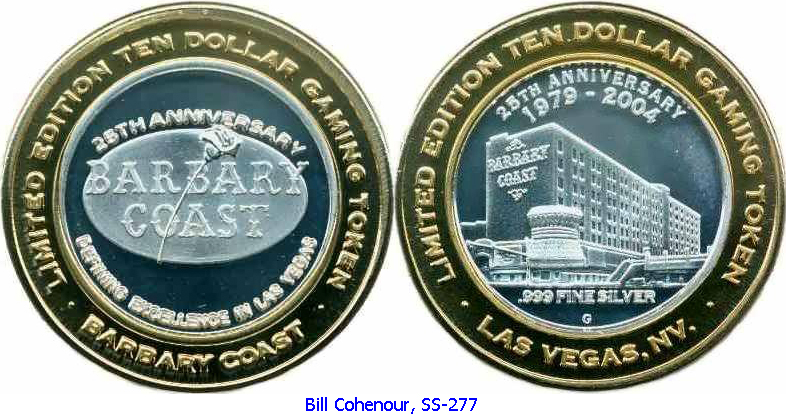 LIMITED EDITION TEN DOLLAR GAMING TOKEN
25TH ANNIVERSARY
BARBARY
COAST
DEFINING EXCELLENCE IN LAS VEGAS
· BARBARY COAST ·
LIMITED EDITION TEN DOLLAR GAMING TOKEN
25TH ANNIVERSARY
1979 - 2004
BARBARY
COAST
.999 FINE SILVER
G
· LAS VEGAS, NV. ·
Bill Cohenour, SS-277